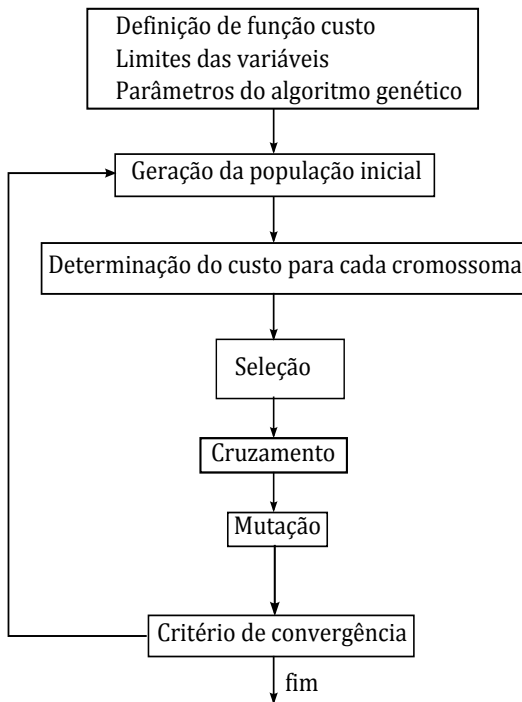 Definição de função custo
Limites das variáveis
Parâmetros do algoritmo genético
Geração da população inicial
Determinação do custo para cada cromossoma
Seleção
Cruzamento
Mutação
Critério de convergência
fim